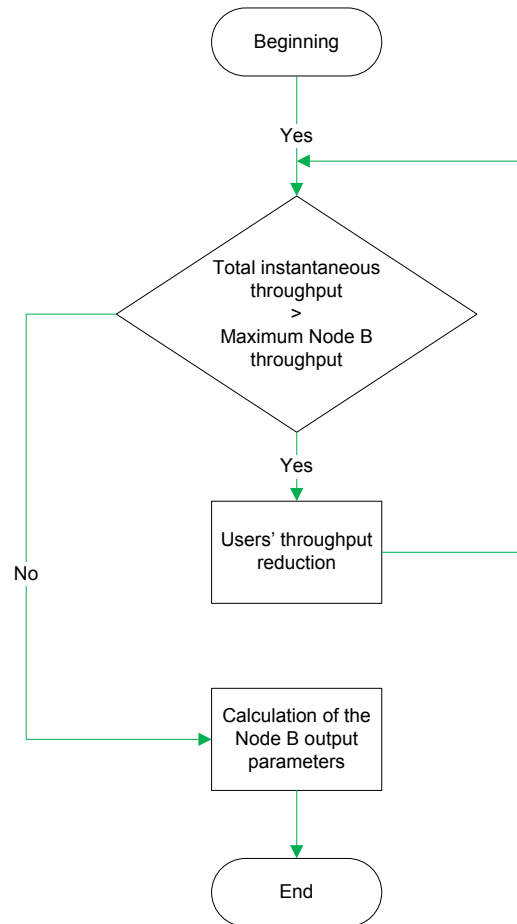 Beginning
Yes
Total instantaneous
throughput
>
Maximum Node B
throughput
Yes
Users’ throughput
reduction
No
Calculation of the
Node B output
parameters
End